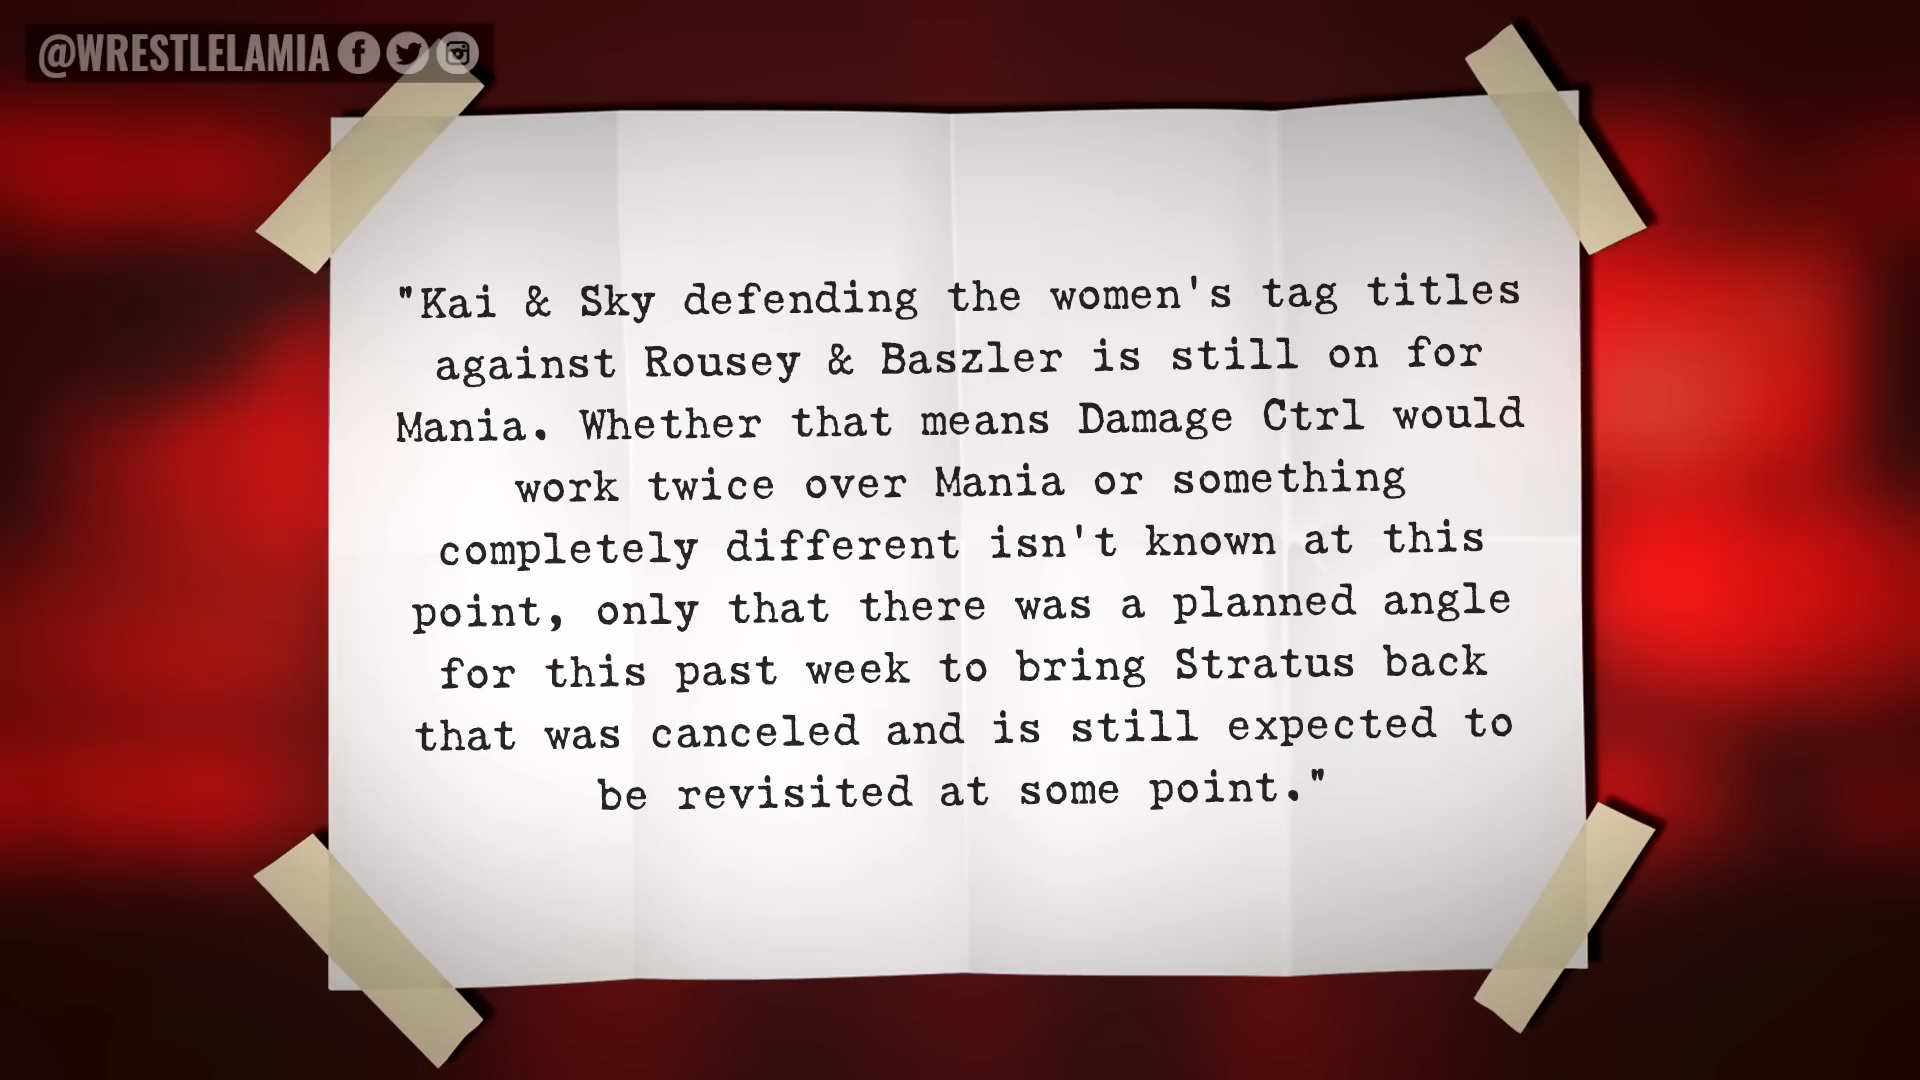 @WRESTLELAMIA
"Kai & Sky defending the women's tag titles
against Rousey & Baszler is still on for
Mania. Whether that means Damage Ctrl would
work twice over Mania or something
completely different isn't known at this
point, only that there was a planned angle
for this past week to bring Stratus back
that was canceled and is still expected to
be revisited at some point."